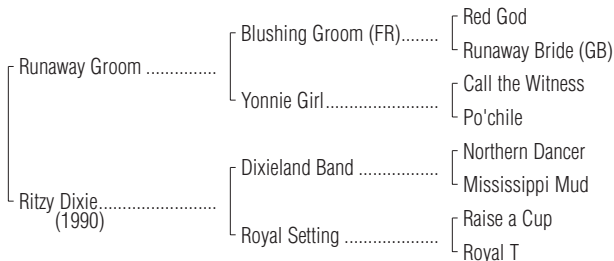 Red God
Blushing Groom (FR)........
Runaway Bride (GB)
Runaway Groom ...............
Call the Witness
Yonnie Girl........................
Po'chile
Northern Dancer
Dixieland Band .................
Mississippi Mud
Ritzy Dixie.........................
(1990)
Raise a Cup
Royal Setting ....................
Royal T